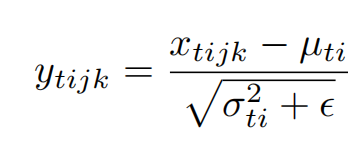 y_{tijk} = \frac{x_{tijk} - \mu_{ti}}{\sqrt{\sigma_{ti}^2 + \epsilon}}